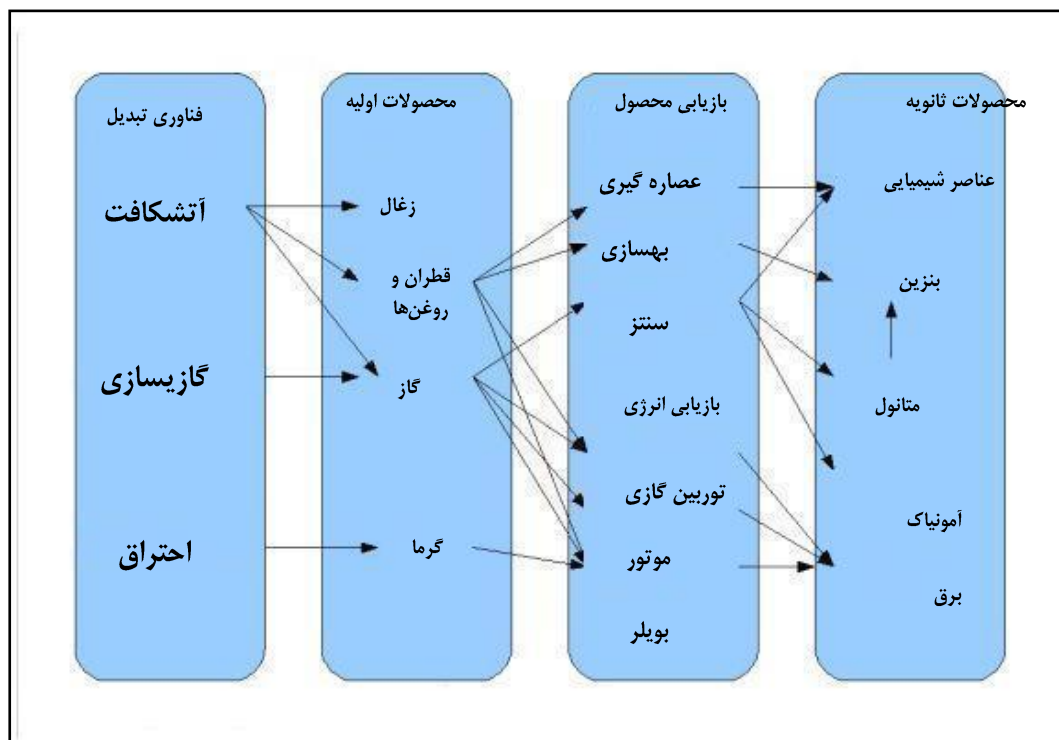 فناوری تبدیل
آتشکافت
گازیسازی
احتراق
محصولات اولیه
زغال
قطران و
روغن‌ها
گاز
گرما
بازیابی محصول
عصاره گیری
بهسازی
سنتز
بازیابی انرژی
توربین گازی
موتور
بویلر
محصولات ثانویه
عناصر شیمیایی
بنزین
متانول
آمونیاک
برق